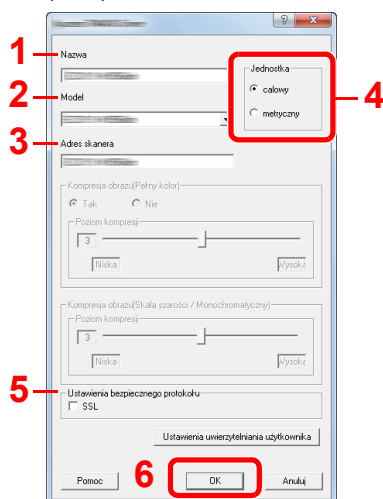 1
Nazwa
Jednostka
calowy
4
2
Model
metryczny
3
Adres skanera
Kompresja obrazu(Pełny kolor)
Tak Nie
Poziom kompresji
3
Niska Wysoka
Kompresja obrazu(Skala szarości / Monochromatyczny)
Poziom kompresji
3
Niska Wysoka
5
Ustawienia bezpiecznego protokołu
SSL
Ustawienia uwierzytelniania użytkownika
6
Pomoc OK Anuluj